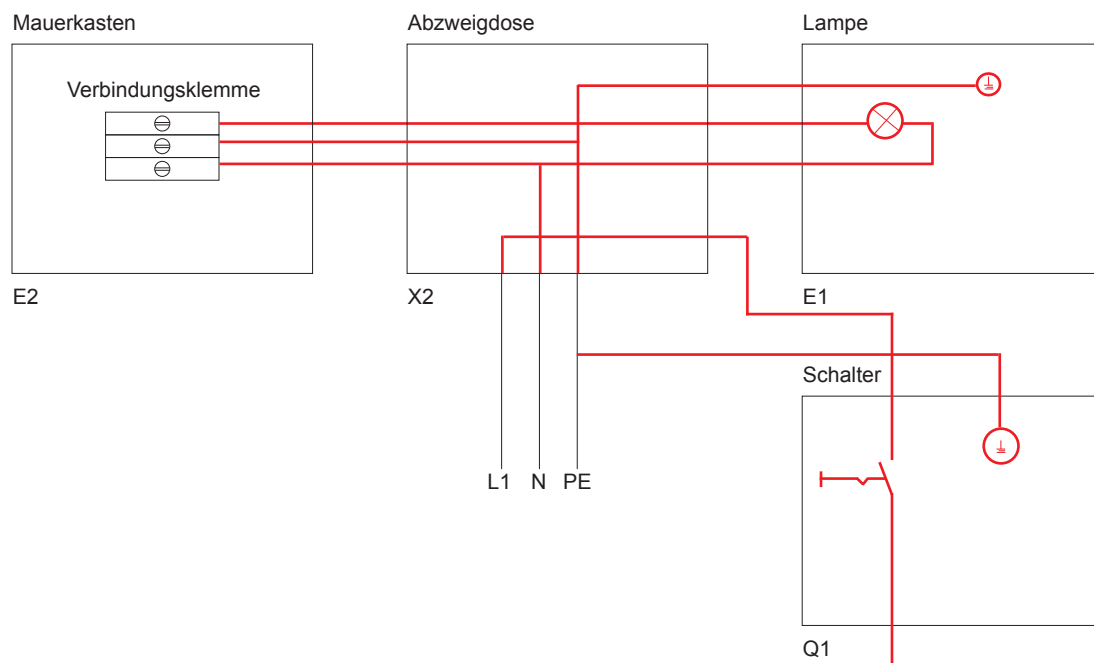 Mauerkasten
Abzweigdose
Lampe
Verbindungsklemme
E2
X2
E1
Schalter
L1 N PE
Q1